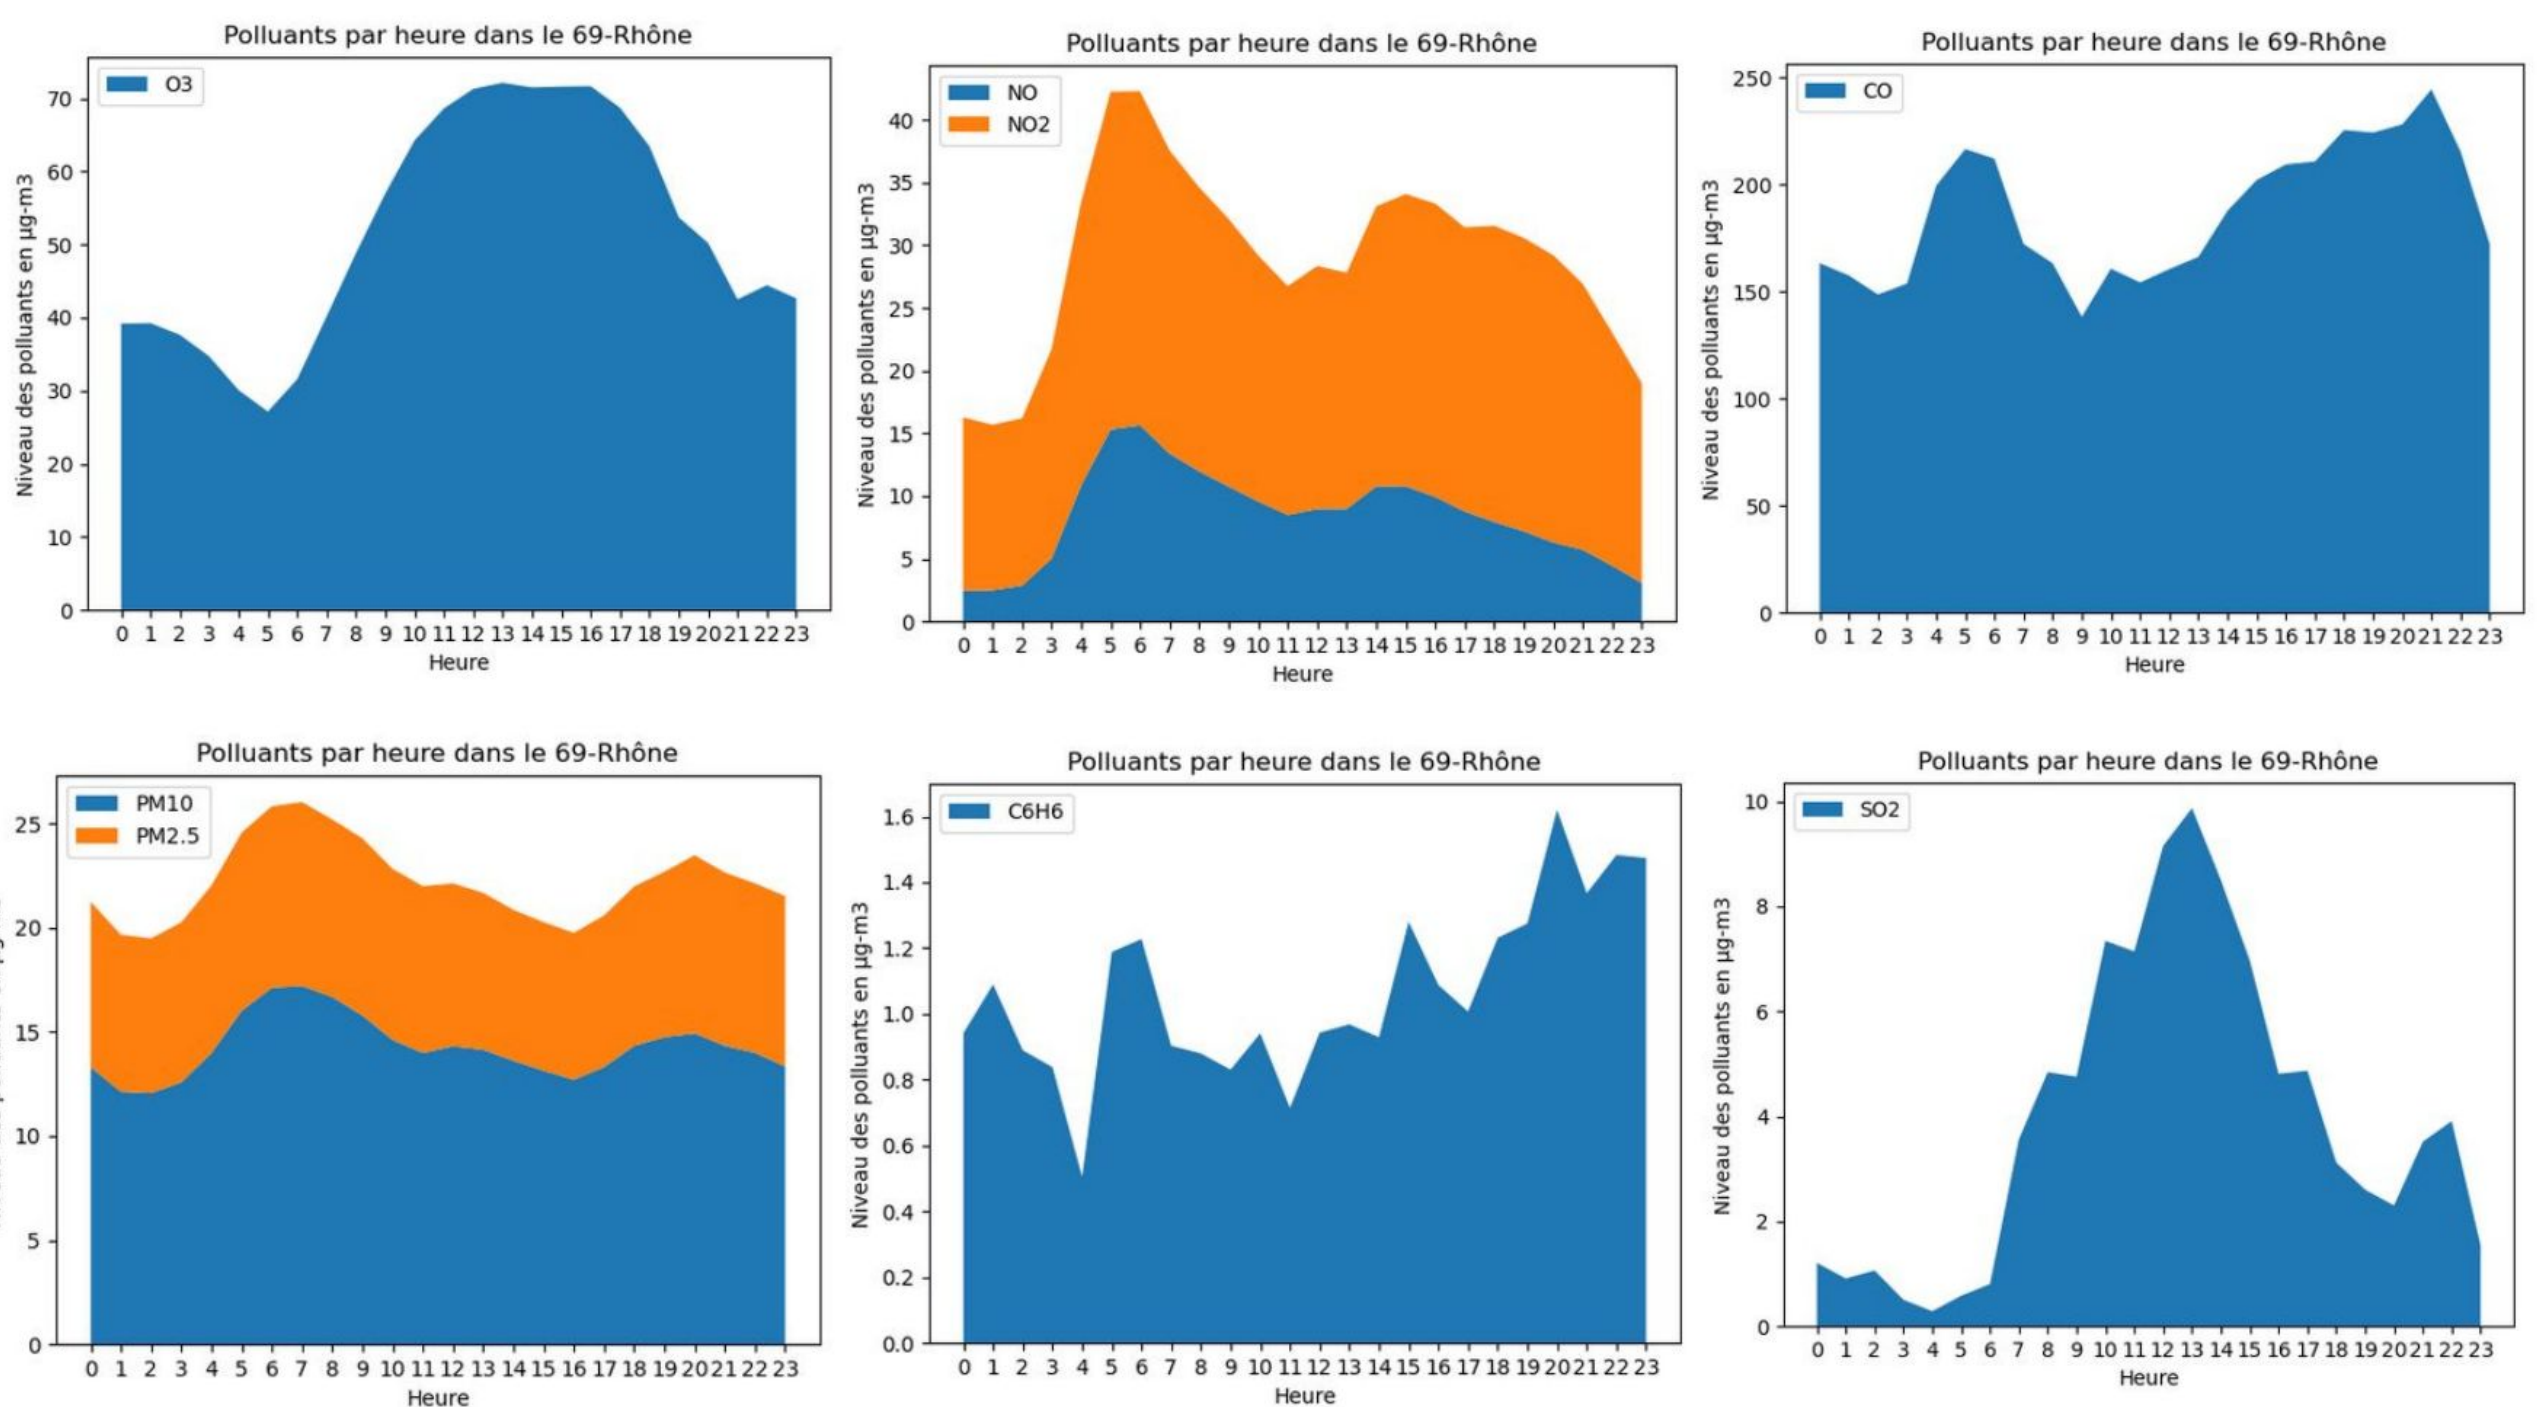 Polluants par heure dans le 69-Rhône
O3
Niveau des polluants en µg-m3
70
60
50
40
30
20
10
0
0 1 2 3 4 5 6 7 8 9 10 11 12 13 14 15 16 17 18 19 20 21 22 23
Heure
Polluants par heure dans le 69-Rhône
NO
NO2
Niveau des polluants en µg-m3
40
35
30
25
20
15
10
5
0
0 1 2 3 4 5 6 7 8 9 10 11 12 13 14 15 16 17 18 19 20 21 22 23
Heure
Polluants par heure dans le 69-Rhône
CO
Niveau des polluants en µg-m3
250
200
150
100
50
0
0 1 2 3 4 5 6 7 8 9 10 11 12 13 14 15 16 17 18 19 20 21 22 23
Heure
Polluants par heure dans le 69-Rhône
PM10
PM2.5
25
20
15
10
5
0
0 1 2 3 4 5 6 7 8 9 10 11 12 13 14 15 16 17 18 19 20 21 22 23
Heure
Polluants par heure dans le 69-Rhône
C6H6
Niveau des polluants en µg-m3
1.6
1.4
1.2
1.0
0.8
0.6
0.4
0.2
0.0
0 1 2 3 4 5 6 7 8 9 10 11 12 13 14 15 16 17 18 19 20 21 22 23
Heure
Polluants par heure dans le 69-Rhône
SO2
Niveau des polluants en µg-m3
10
8
6
4
2
0
0 1 2 3 4 5 6 7 8 9 10 11 12 13 14 15 16 17 18 19 20 21 22 23
Heure